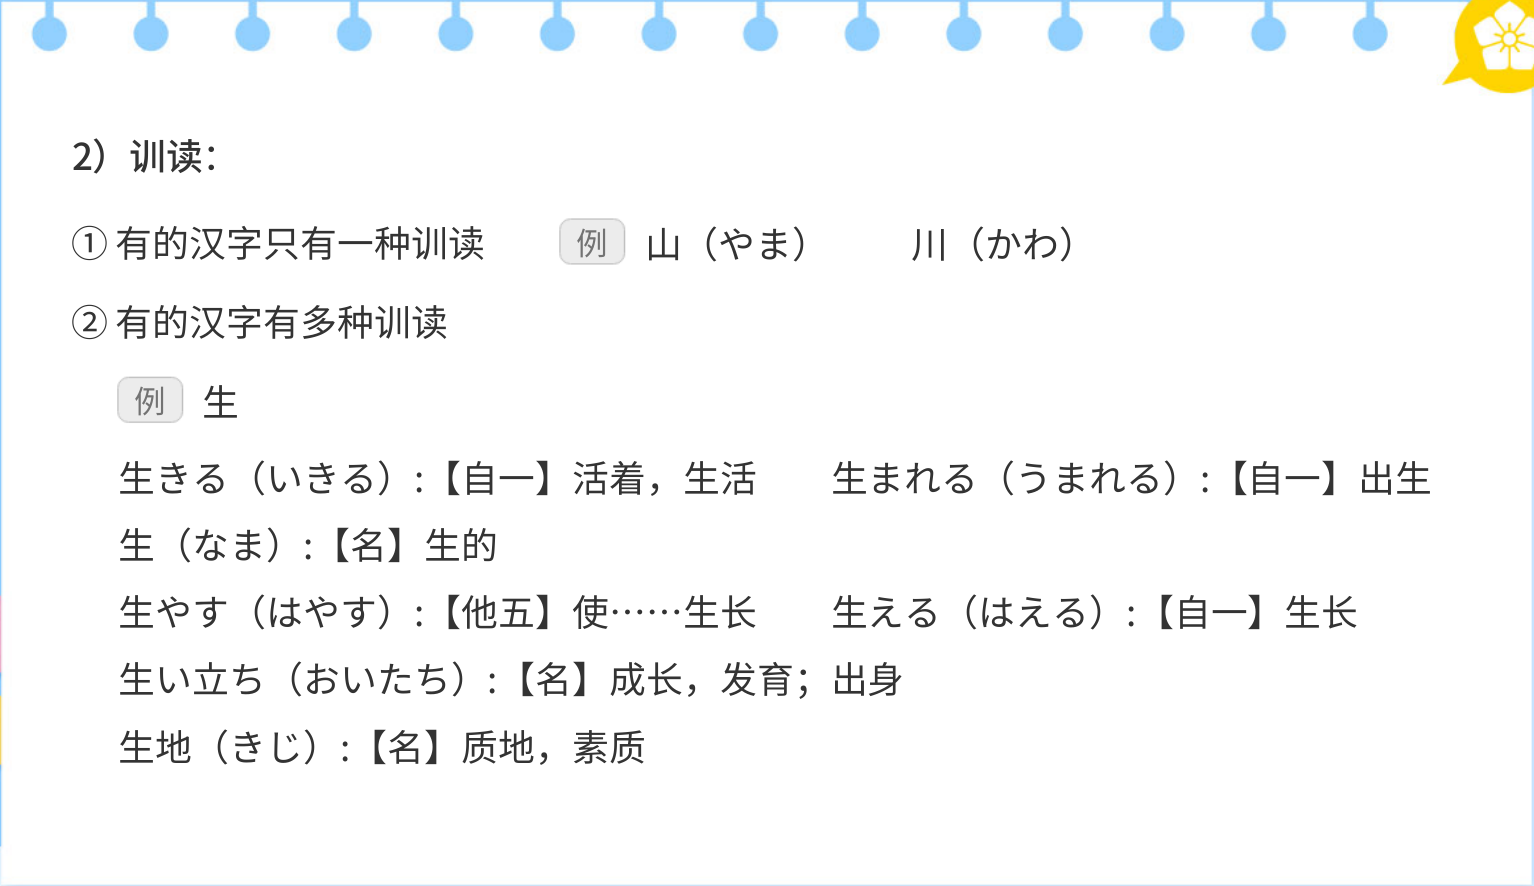 2）训读：
① 有的汉字只有一种训读 例 山（やま） 川（かわ）
② 有的汉字有多种训读
例 生
生きる（いきる）:【自一】活着，生活 生まれる（うまれる）:【自一】出生
生（なま）:【名】生的
生やす（はやす）:【他五】使……生长 生える（はえる）:【自一】生长
生い立ち（おいたち）:【名】成长，发育；出身
生地（きじ）:【名】质地，素质